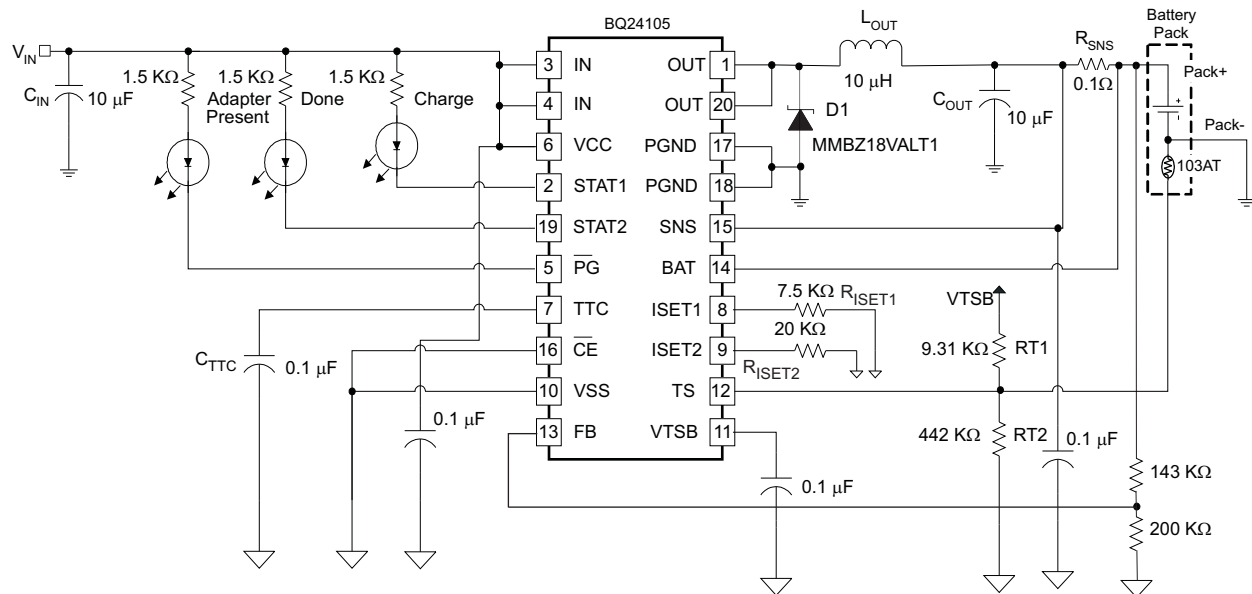 BQ24105
V_IN
C_IN
10 μF
1.5 KΩ
Adapter
Present
1.5 KΩ
Done
1.5 KΩ
Charge
3 IN
4 IN
6 VCC
2 STAT1
19 STAT2
5 P̅G̅
7 TTC
16 C̅E̅
10 VSS
13 FB
OUT 1
OUT 20
PGND 17
PGND 18
SNS 15
BAT 14
ISET1 8
ISET2 9
TS 12
VTSB 11
C_TTC
0.1 μF
0.1 μF
L_OUT
10 μH
D1
MMBZ18VALT1
C_OUT
10 μF
R_SNS
0.1Ω
Battery
Pack
Pack+
+
-
Pack-
103AT
7.5 KΩ
R_ISET1
20 KΩ
R_ISET2
VTSB
9.31 KΩ
RT1
442 KΩ
RT2
0.1 μF
0.1 μF
143 KΩ
200 KΩ